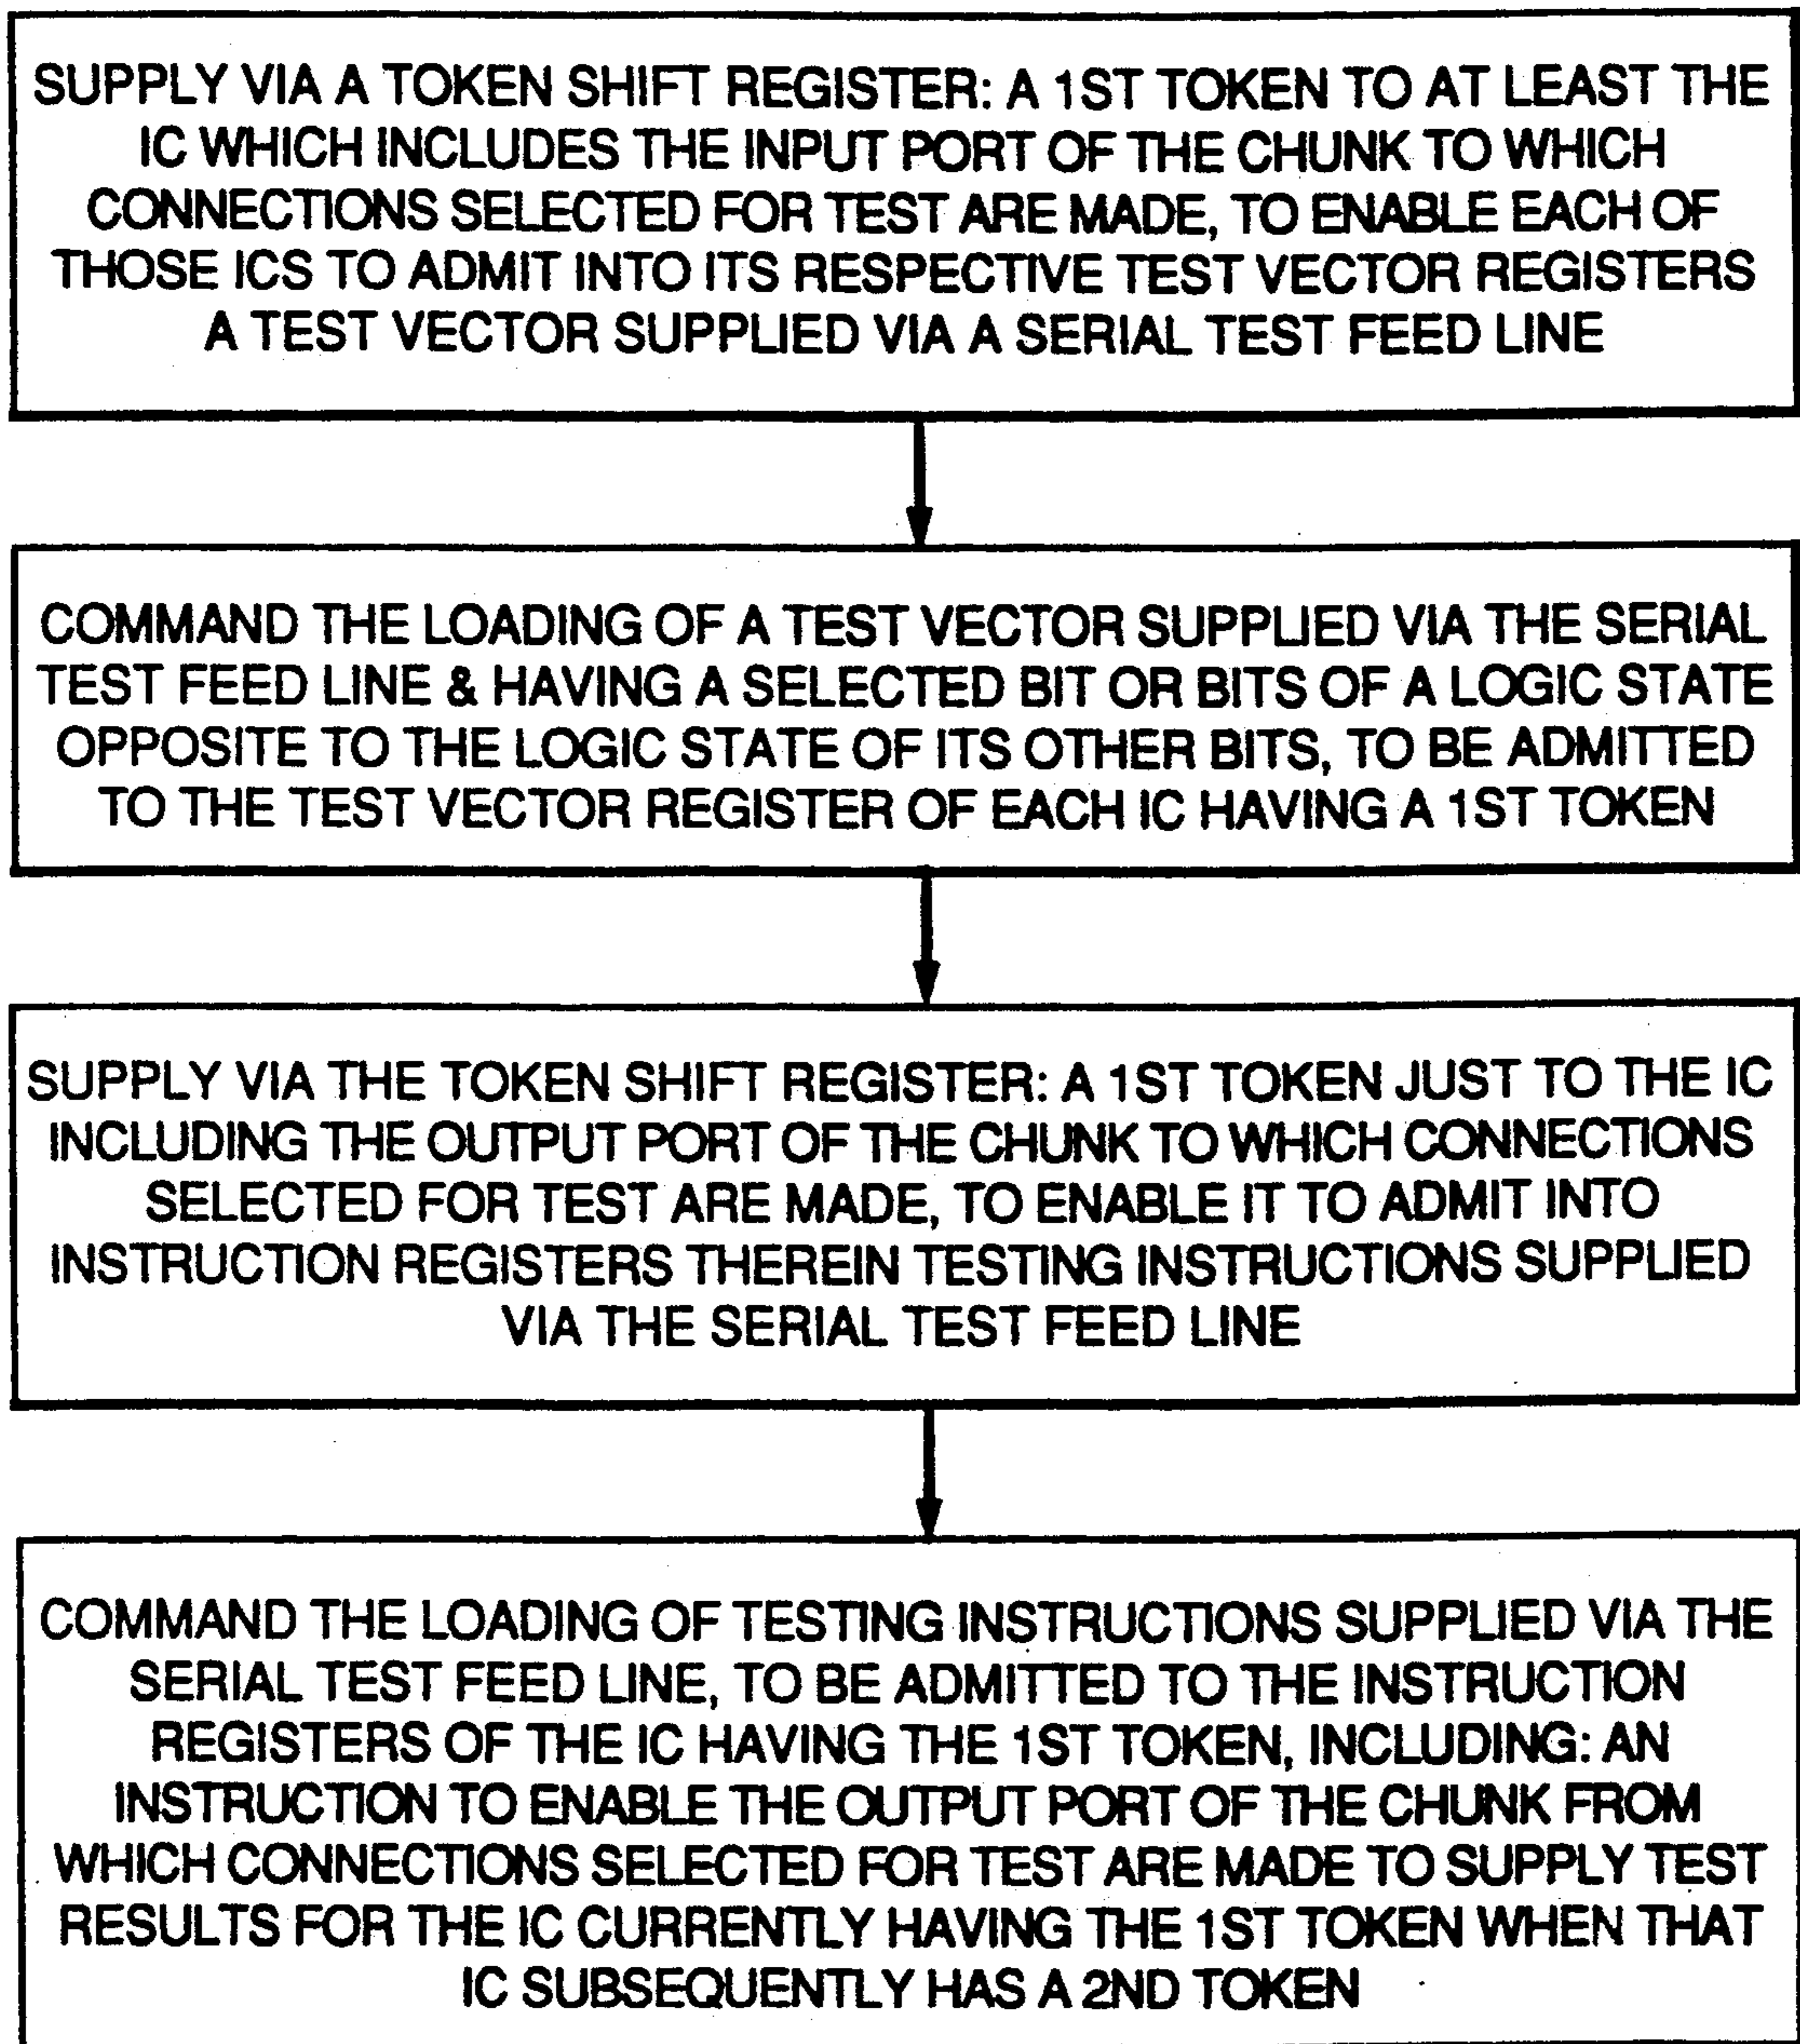 SUPPLY VIA A TOKEN SHIFT REGISTER: A 1ST TOKEN TO AT LEAST THE
IC WHICH INCLUDES THE INPUT PORT OF THE CHUNK TO WHICH
CONNECTIONS SELECTED FOR TEST ARE MADE, TO ENABLE EACH OF
THOSE ICS TO ADMIT INTO ITS RESPECTIVE TEST VECTOR REGISTERS
A TEST VECTOR SUPPLIED VIA A SERIAL TEST FEED LINE
COMMAND THE LOADING OF A TEST VECTOR SUPPLIED VIA THE SERIAL
TEST FEED LINE & HAVING A SELECTED BIT OR BITS OF A LOGIC STATE
OPPOSITE TO THE LOGIC STATE OF ITS OTHER BITS, TO BE ADMITTED
TO THE TEST VECTOR REGISTER OF EACH IC HAVING A 1ST TOKEN
SUPPLY VIA THE TOKEN SHIFT REGISTER: A 1ST TOKEN JUST TO THE IC
INCLUDING THE OUTPUT PORT OF THE CHUNK TO WHICH CONNECTIONS
SELECTED FOR TEST ARE MADE, TO ENABLE IT TO ADMIT INTO
INSTRUCTION REGISTERS THEREIN TESTING INSTRUCTIONS SUPPLIED
VIA THE SERIAL TEST FEED LINE
COMMAND THE LOADING OF TESTING INSTRUCTIONS SUPPLIED VIA THE
SERIAL TEST FEED LINE, TO BE ADMITTED TO THE INSTRUCTION
REGISTERS OF THE IC HAVING THE 1ST TOKEN, INCLUDING: AN
INSTRUCTION TO ENABLE THE OUTPUT PORT OF THE CHUNK FROM
WHICH CONNECTIONS SELECTED FOR TEST ARE MADE TO SUPPLY TEST
RESULTS FOR THE IC CURRENTLY HAVING THE 1ST TOKEN WHEN THAT
IC SUBSEQUENTLY HAS A 2ND TOKEN